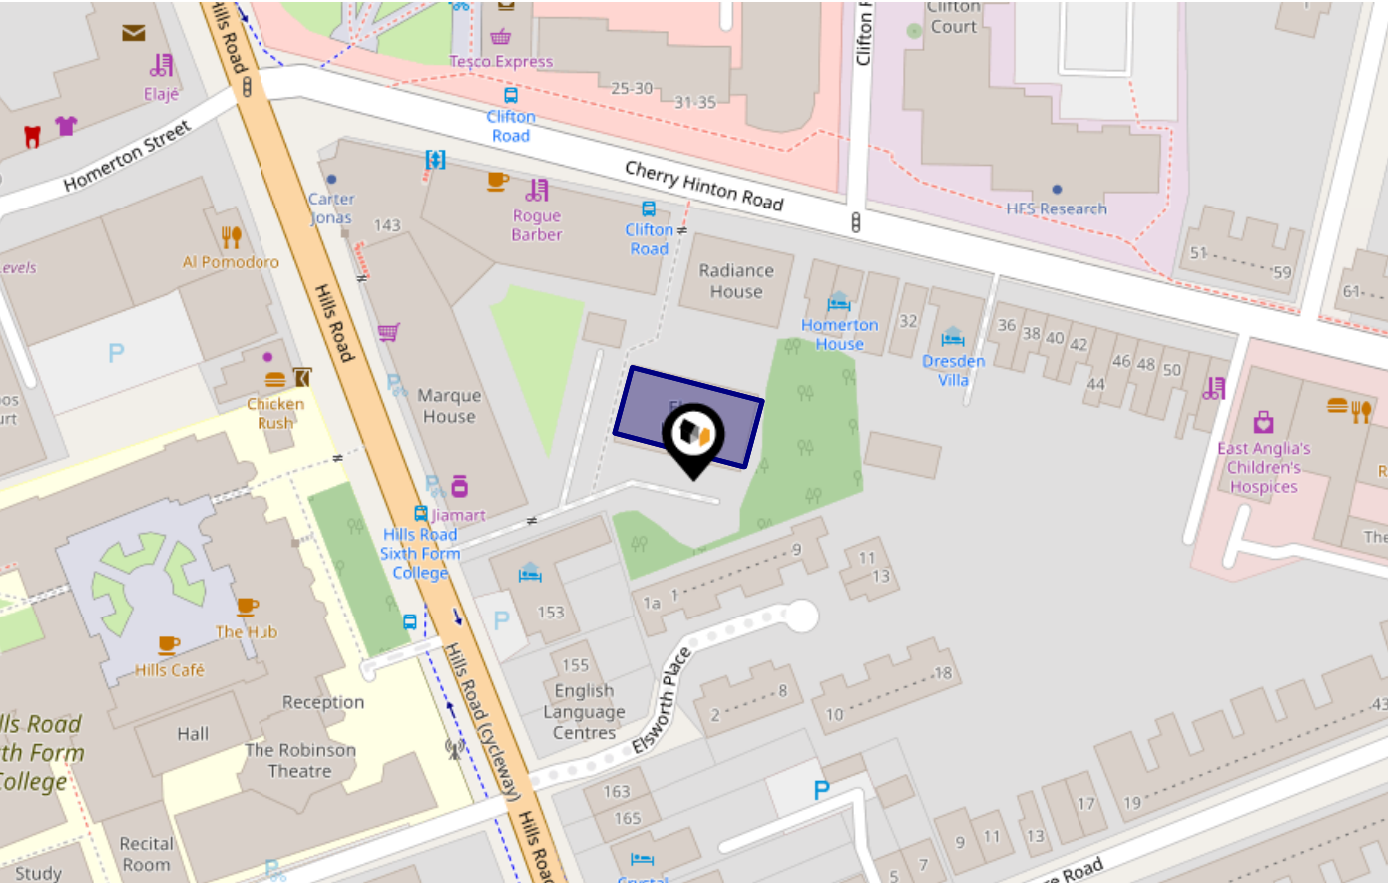 Hills Road
Elajé
Tesco Express
25-30
31-35
Clifton
Court
Clifton
Road
Homerton Street
Cherry Hinton Road
HFS Research
Carter
Jonas
143
Rogue
Barber
Clifton
Road
Al Pomodoro
Levels
51
59
61
Radiance
House
Hills Road
P
Homerton
House
32
Dresden
Villa
36
38
40
42
44
46
48
50
Marque
House
Chicken
Rush
East Anglia's
Children's
Hospices
Jiamart
Hills Road
Sixth Form
College
P
153
9
1
1a
11
13
The Hub
Hills Café
155
English
Language
Centres
Elsworth Place
2
8
10
18
Reception
Hall
The Robinson
Theatre
Hills Road (cycleway)
163
165
P
Hills Road
19
43
17
13
11
9
7
5
Recital
Room
Study
Road